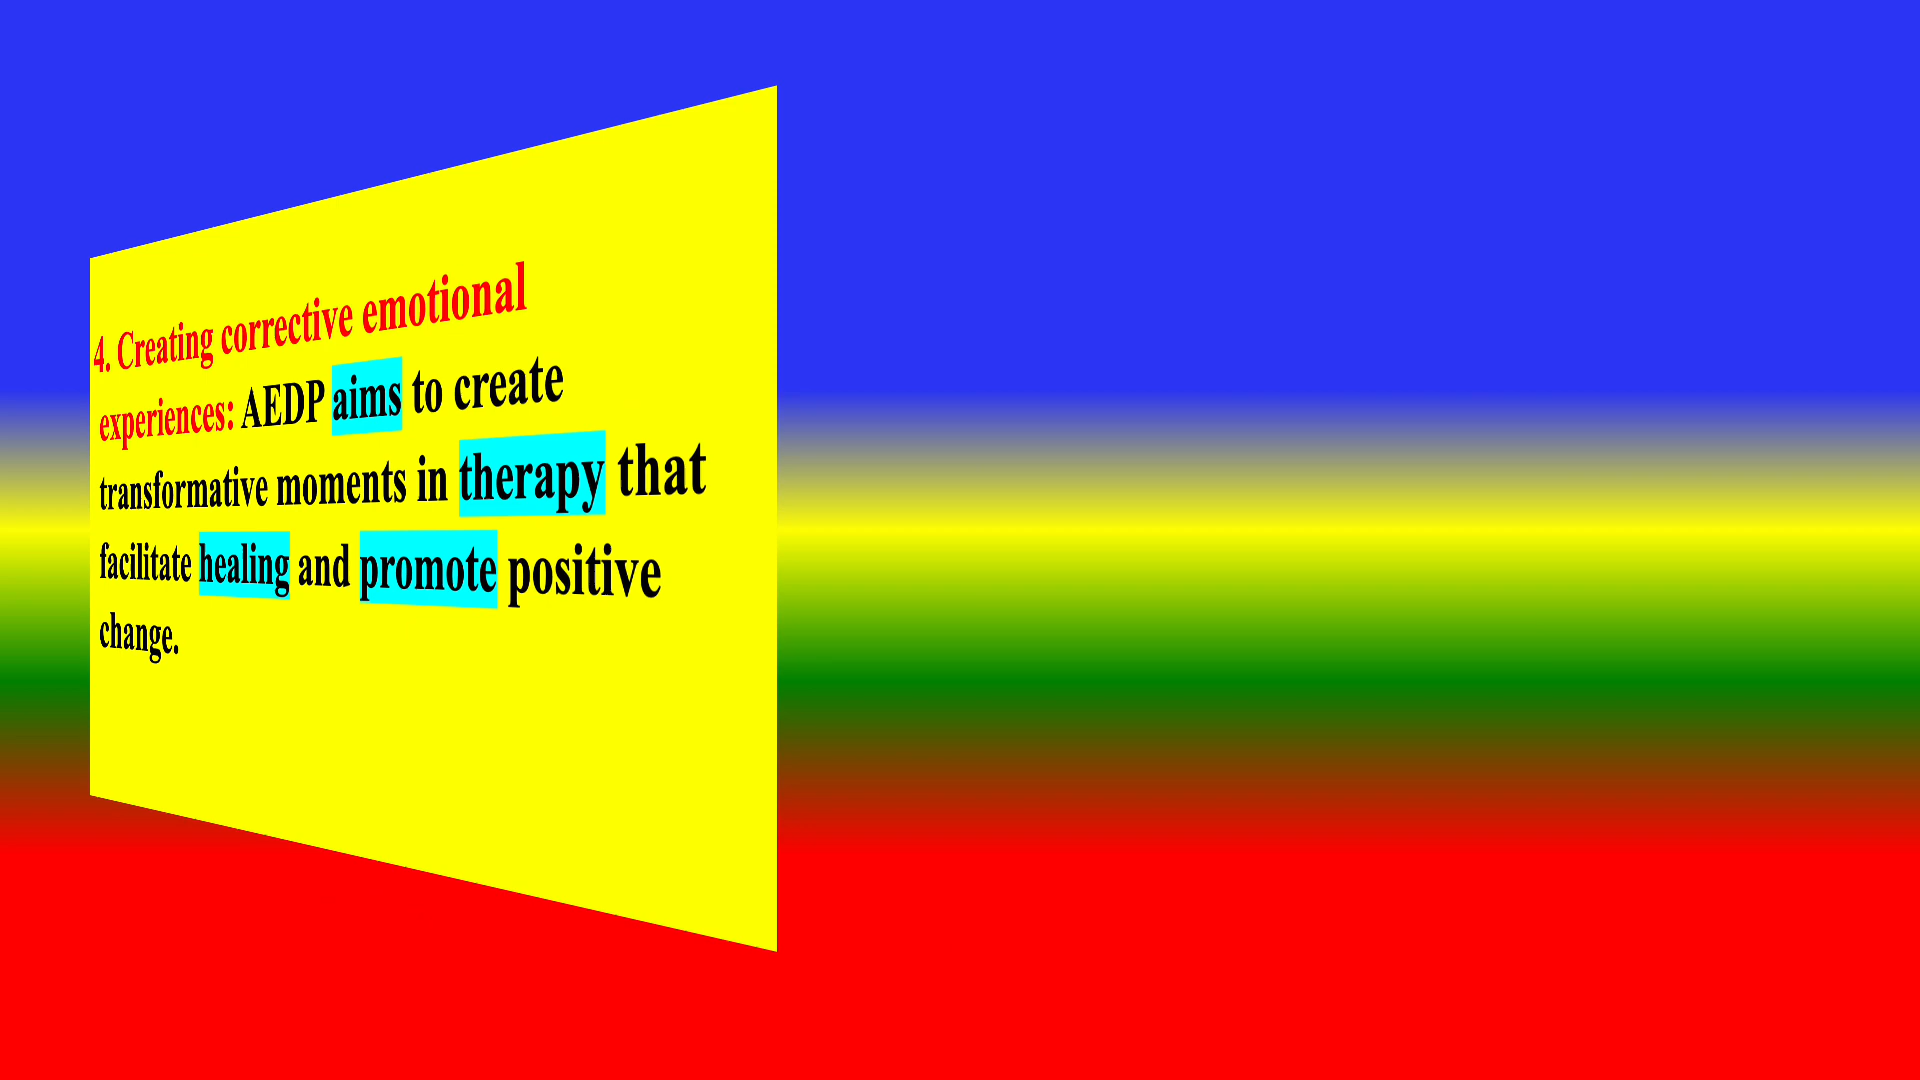 4. Creating corrective emotional
experiences: AEDP aims to create
transformative moments in therapy that
facilitate healing and promote positive
change.